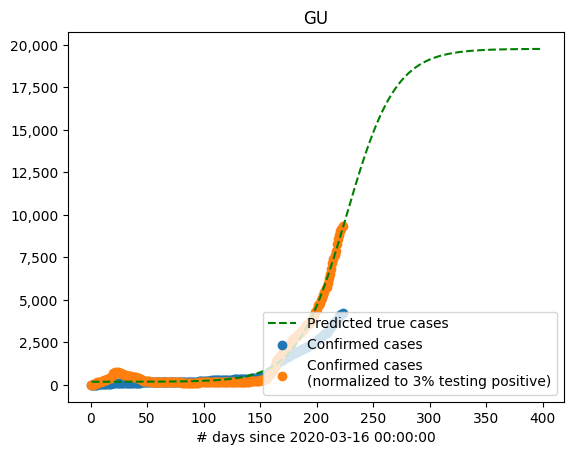 GU
20,000
17,500
15,000
12,500
10,000
7,500
5,000
2,500
0
Predicted true cases
Confirmed cases
Confirmed cases
(normalized to 3% testing positive)
0 50 100 150 200 250 300 350 400
# days since 2020-03-16 00:00:00